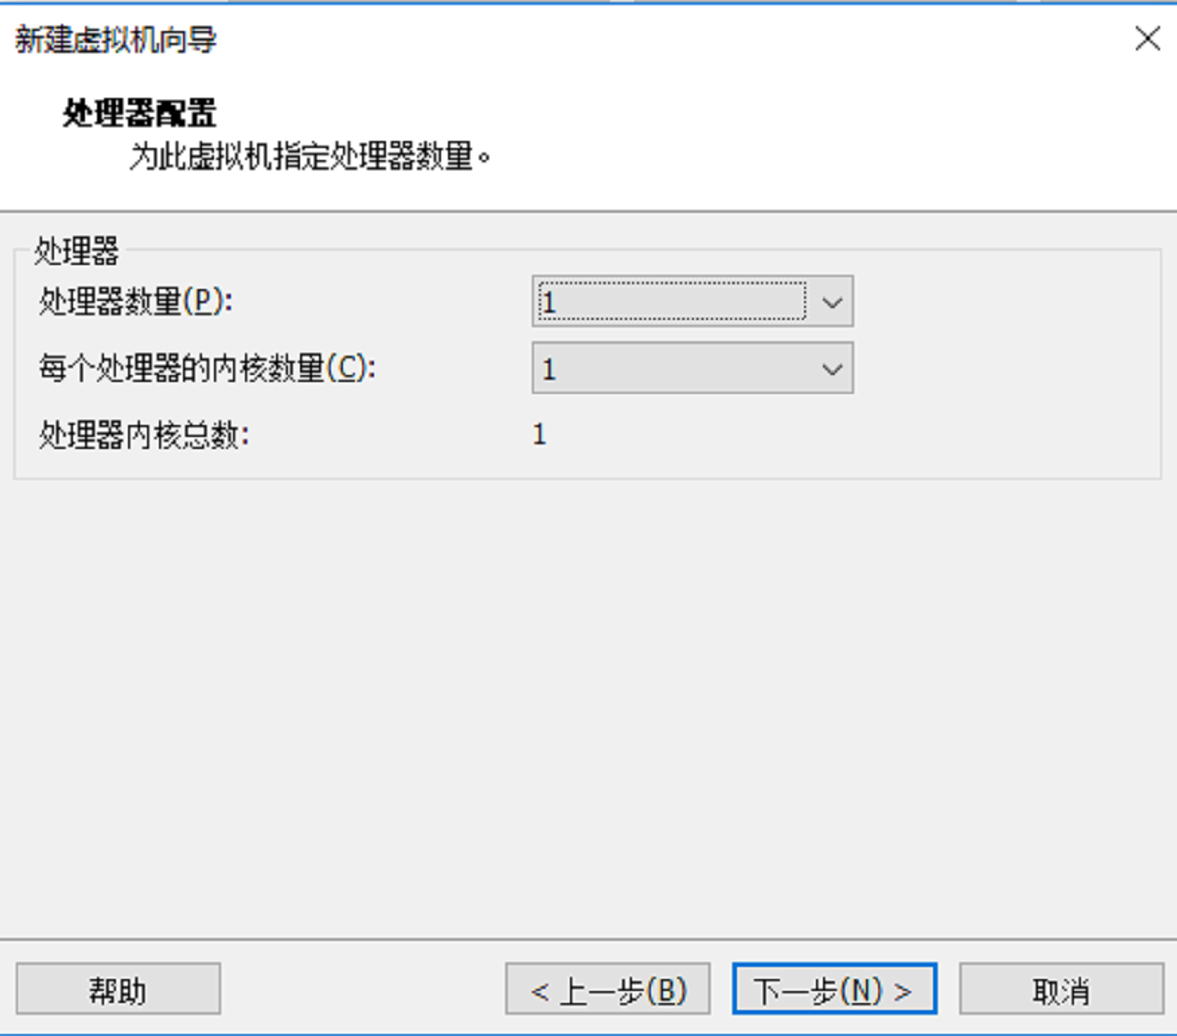 新建虚拟机向导
处理器配置
为此虚拟机指定处理器数量。
处理器
处理器数量(P): 1
每个处理器的内核数量(C): 1
处理器内核总数: 1
帮助 < 上一步(B) 下一步(N) > 取消